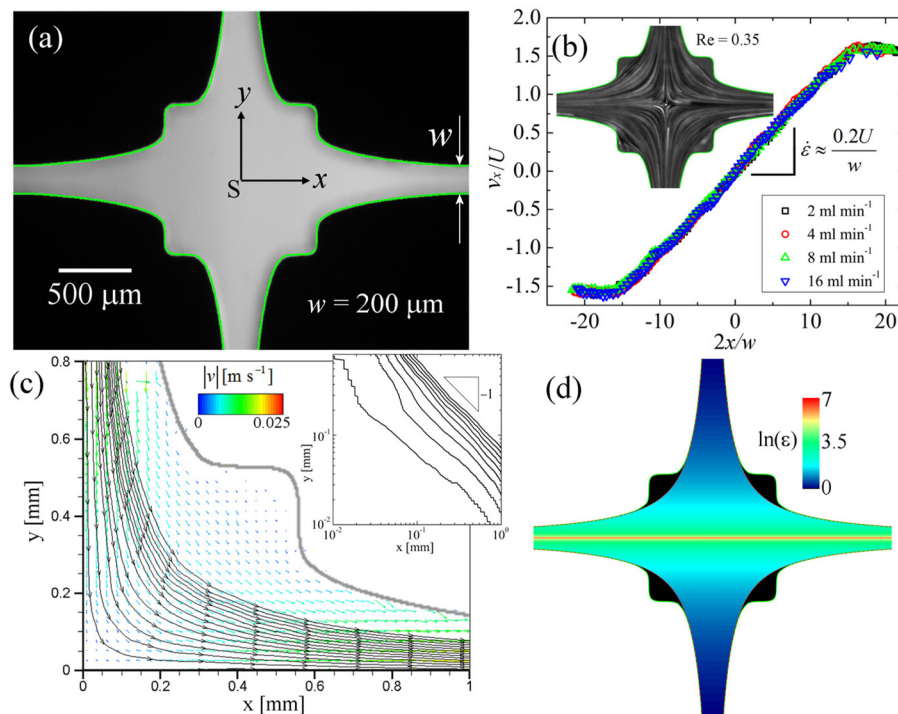 (a)
y
S
x
w
500 μm
w = 200 μm
(b)
Re = 0.35
v_x/U
1.5
1.0
0.5
0.0
-0.5
-1.0
-1.5
ε̇ ≈ 0.2U/w
2 ml min⁻¹
4 ml min⁻¹
8 ml min⁻¹
16 ml min⁻¹
-20 -10 0 10 20
2x/w
(c)
|v| [m s⁻¹]
0 0.025
y [mm]
0.8
0.6
0.4
0.2
0
0 0.2 0.4 0.6 0.8 1
x [mm]
-1
y [mm]
10⁻¹
10⁻²
10⁻² 10⁻¹ 10⁰
x [mm]
(d)
ln(ε)
7
3.5
0